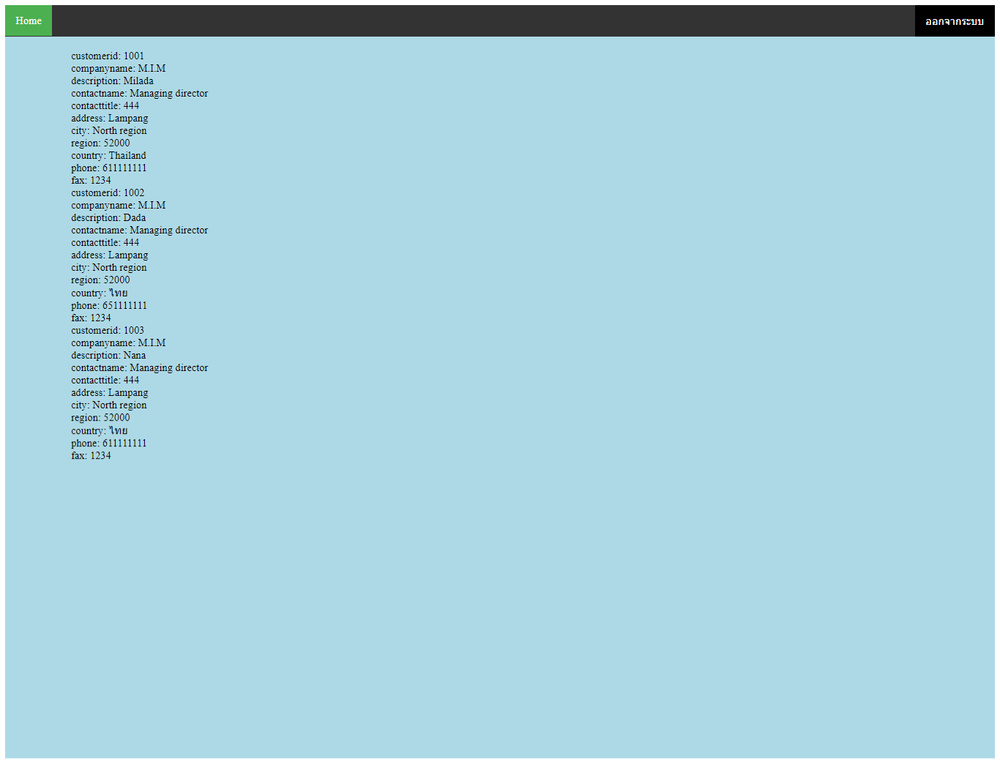 Home
ออกจากระบบ
customerid: 1001
companyname: M.I.M
description: Milada
contactname: Managing director
contacttitle: 444
address: Lampang
city: North region
region: 52000
country: Thailand
phone: 611111111
fax: 1234
customerid: 1002
companyname: M.I.M
description: Dada
contactname: Managing director
contacttitle: 444
address: Lampang
city: North region
region: 52000
country: ไทย
phone: 651111111
fax: 1234
customerid: 1003
companyname: M.I.M
description: Nana
contactname: Managing director
contacttitle: 444
address: Lampang
city: North region
region: 52000
country: ไทย
phone: 611111111
fax: 1234